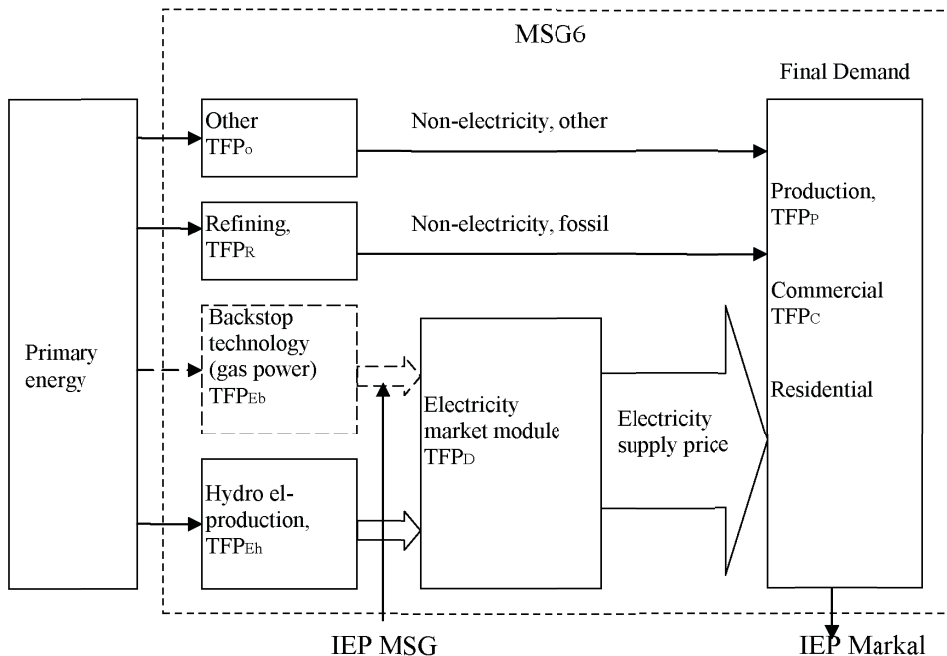 MSG6
Final Demand
Primary
energy
Other
TFPo
Non-electricity, other
Refining,
TFPR
Non-electricity, fossil
Backstop
technology
(gas power)
TFPEb
Hydro el-
production,
TFPEh
Electricity
market module
TFPD
Electricity
supply price
Production,
TFPP
Commercial
TFPC
Residential
IEP MSG
IEP Markal